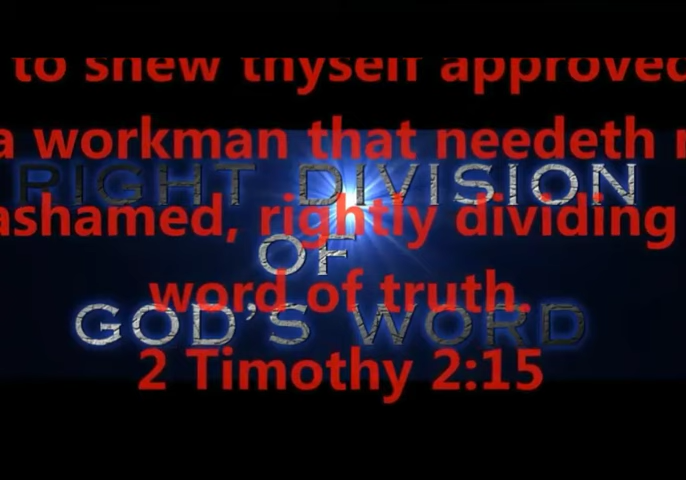 to shew thyself approved
a workman that needeth
RIGHT DIVISION
ashamed, rightly dividing
OF
word of truth.
GOD'S WORD
2 Timothy 2:15